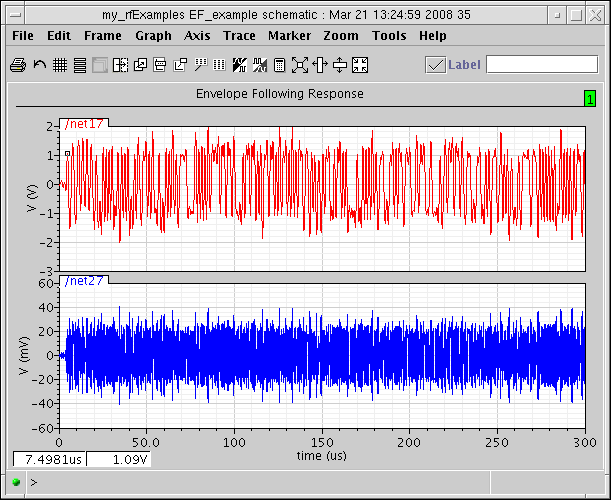 my_rfExamples EF_example schematic : Mar 21 13:24:59 2008 35
File Edit Frame Graph Axis Trace Marker Zoom Tools Help
Label
Envelope Following Response
1
/net17
2
1
0
-1
-2
-3
V (V)
/net27
60
40
20
0
-20
-40
-60
V (mV)
0 50.0 100 150 200 250 300
time (us)
7.4981us 1.09V
>